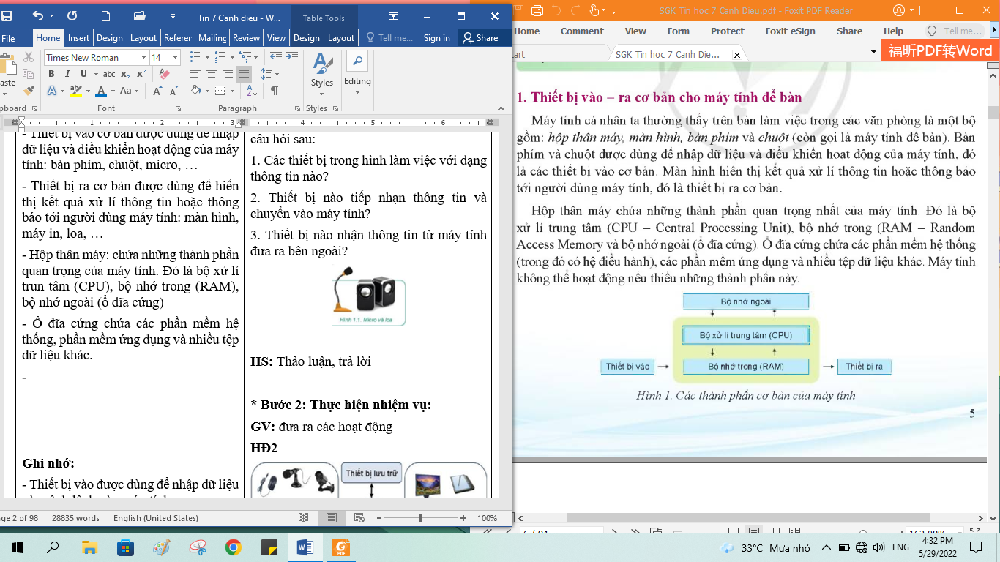 Tin 7 Canh dieu - W...
Table Tools
File
Home
Insert
Design
Layout
Referer
Mailing
Review
View
Design
Layout
Tell me...
Sign in
Share
Times New Roman
14
Font
Paragraph
Styles
Styles
Editing
- Thiết bị vào cơ bản được dùng để nhập
dữ liệu và điều khiển hoạt động của máy
tính: bàn phím, chuột, micro, …
- Thiết bị ra cơ bản được dùng để hiển
thị kết quả xử lí thông tin hoặc thông
báo tới người dùng máy tính: màn hình,
máy in, loa, …
- Hộp thân máy: chứa những thành phần
quan trọng của máy tính. Đó là bộ xử lí
trun tâm (CPU), bộ nhớ trong (RAM),
bộ nhớ ngoài (ổ đĩa cứng)
- Ổ đĩa cứng chứa các phần mềm hệ
thống, phần mềm ứng dụng và nhiều tệp
dữ liệu khác.
-
Ghi nhớ:
- Thiết bị vào được dùng để nhập dữ liệu
câu hỏi sau:
1. Các thiết bị trong hình làm việc với dạng
thông tin nào?
2. Thiết bị nào tiếp nhận thông tin và
chuyển vào máy tính?
3. Thiết bị nào nhận thông tin từ máy tính
đưa ra bên ngoài?
Hình 1.1. Micro và loa
HS: Thảo luận, trả lời
* Bước 2: Thực hiện nhiệm vụ:
GV: đưa ra các hoạt động
HĐ2
Thiết bị lưu trữ
age 2 of 98
28835 words
English (United States)
100%
SGK Tin hoc 7 Canh Dieu.pdf - Foxit PDF Reader
Home
Comment
View
Form
Protect
Foxit eSign
Share
Help
Tell me...
tart
SGK Tin hoc 7 Canh Die...
福昕PDF转Word
1. Thiết bị vào – ra cơ bản cho máy tính để bàn
Máy tính cá nhân ta thường thấy trên bàn làm việc trong các văn phòng là một bộ
gồm: hộp thân máy, màn hình, bàn phím và chuột (còn gọi là máy tính để bàn). Bàn
phím và chuột được dùng để nhập dữ liệu và điều khiển hoạt động của máy tính, đó
là các thiết bị vào cơ bản. Màn hình hiển thị kết quả xử lí thông tin hoặc thông báo
tới người dùng máy tính, đó là thiết bị ra cơ bản.
Hộp thân máy chứa những thành phần quan trọng nhất của máy tính. Đó là bộ
xử lí trung tâm (CPU – Central Processing Unit), bộ nhớ trong (RAM – Random
Access Memory và bộ nhớ ngoài (ổ đĩa cứng). Ổ đĩa cứng chứa các phần mềm hệ thống
(trong đó có hệ điều hành), các phần mềm ứng dụng và nhiều tệp dữ liệu khác. Máy tính
không thể hoạt động nếu thiếu những thành phần này.
Bộ nhớ ngoài
Bộ xử lí trung tâm (CPU)
Thiết bị vào
Bộ nhớ trong (RAM)
Thiết bị ra
Hình 1. Các thành phần cơ bản của máy tính
5
33°C Mưa nhỏ
ENG
4:32 PM
5/29/2022